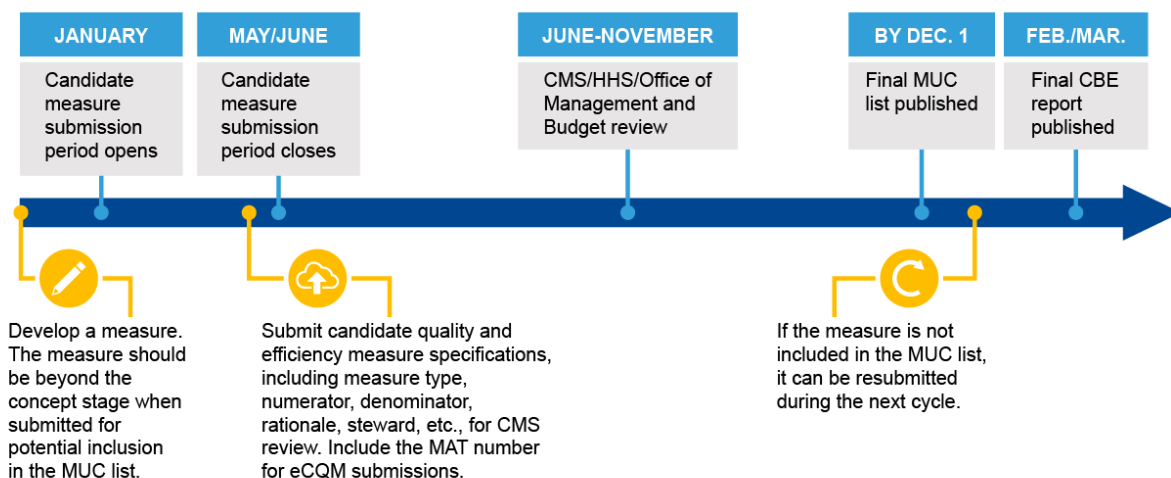 JANUARY
Candidate
measure
submission
period opens
MAY/JUNE
Candidate
measure
submission
period closes
JUNE-NOVEMBER
CMS/HHS/Office of
Management and
Budget review
BY DEC. 1
Final MUC
list published
FEB./MAR.
Final CBE
report
published
Develop a measure.
The measure should
be beyond the
concept stage when
submitted for
potential inclusion
in the MUC list.
Submit candidate quality and
efficiency measure specifications,
including measure type,
numerator, denominator,
rationale, steward, etc., for CMS
review. Include the MAT number
for eCQM submissions.
If the measure is not
included in the MUC list,
it can be resubmitted
during the next cycle.